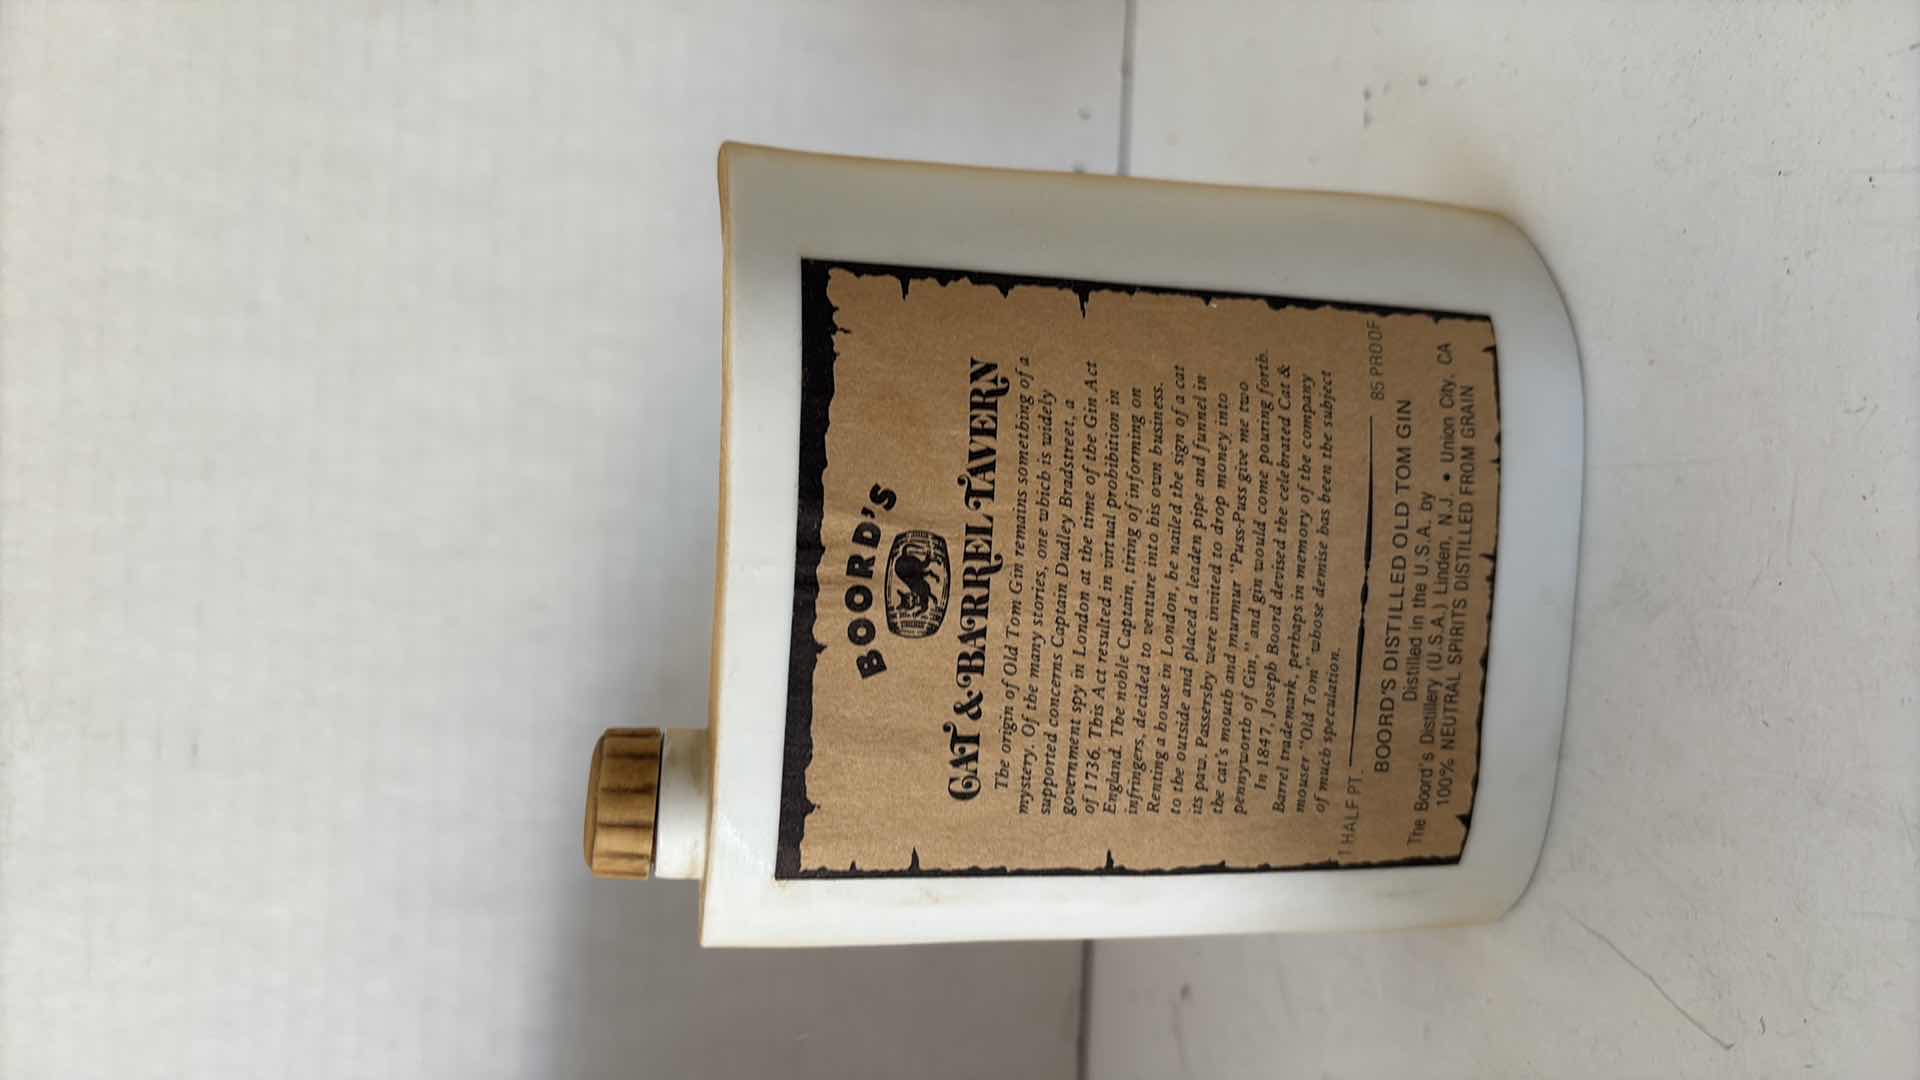 BOORD'S
CAT & BARREL TAVERN
The origin of Old Tom Gin remains something of a
mystery. Of the many stories, one which is widely
supported concerns Captain Dudley Bradstreet, a
government spy in London at the time of the Gin Act
of 1736. This Act resulted in virtual prohibition in
England. The noble Captain, tiring of informing on
infringers, decided to venture into his own business.
Renting a house in London, he nailed the sign of a cat
to the outside and placed a leaden pipe and funnel in
its paw. Passersby were invited to drop money into
the cat's mouth and murmur "Puss-Puss give me two
pennyworth of Gin," and gin would come pouring forth.
In 1847, Joseph Boord devised the celebrated Cat &
Barrel trademark, perhaps in memory of the company
mouser "Old Tom" whose demise has been the subject
of much speculation.
1 HALF PT. 85 PROOF
BOORD'S DISTILLED OLD TOM GIN
Distilled in the U.S.A. by
The Boord's Distillery (U.S.A.) Linden, N.J. • Union City, CA
100% NEUTRAL SPIRITS DISTILLED FROM GRAIN